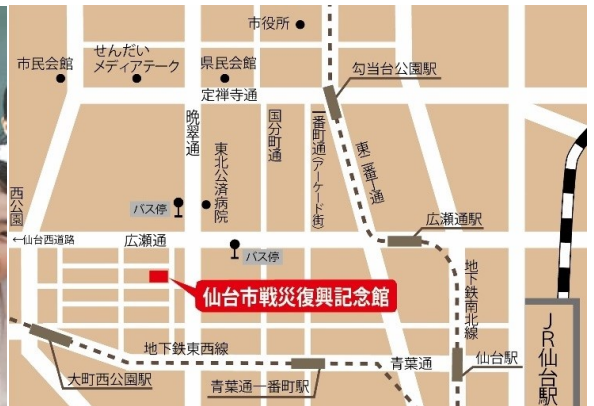 市役所
せんだい
メディアテーク
市民会館
県民会館
勾当台公園駅
定禅寺通
晩翠通
東北公済病院
国分町通
一番町通(アーケード街)
東二番丁通
西公園
バス停
広瀬通駅
←仙台西道路
広瀬通
バス停
地下鉄南北線
仙台市戦災復興記念館
JR仙台駅
地下鉄東西線
青葉通
仙台駅
大町西公園駅
青葉通一番町駅